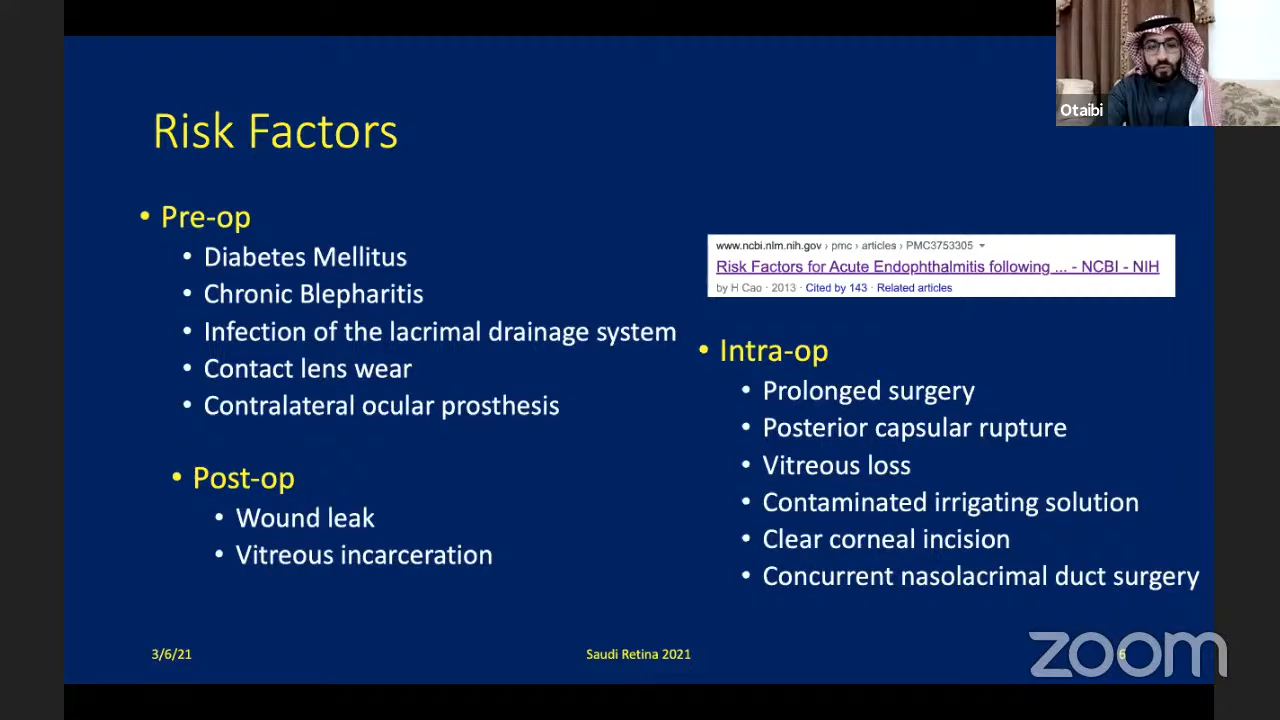 Otaibi
Risk Factors
• Pre-op
• Diabetes Mellitus
• Chronic Blepharitis
• Infection of the lacrimal drainage system
• Contact lens wear
• Contralateral ocular prosthesis
• Post-op
• Wound leak
• Vitreous incarceration
www.ncbi.nlm.nih.gov › pmc › articles › PMC3753305
Risk Factors for Acute Endophthalmitis following ... - NCBI - NIH
by H Cao · 2013 · Cited by 143 · Related articles
• Intra-op
• Prolonged surgery
• Posterior capsular rupture
• Vitreous loss
• Contaminated irrigating solution
• Clear corneal incision
• Concurrent nasolacrimal duct surgery
3/6/21
Saudi Retina 2021
6
zoom